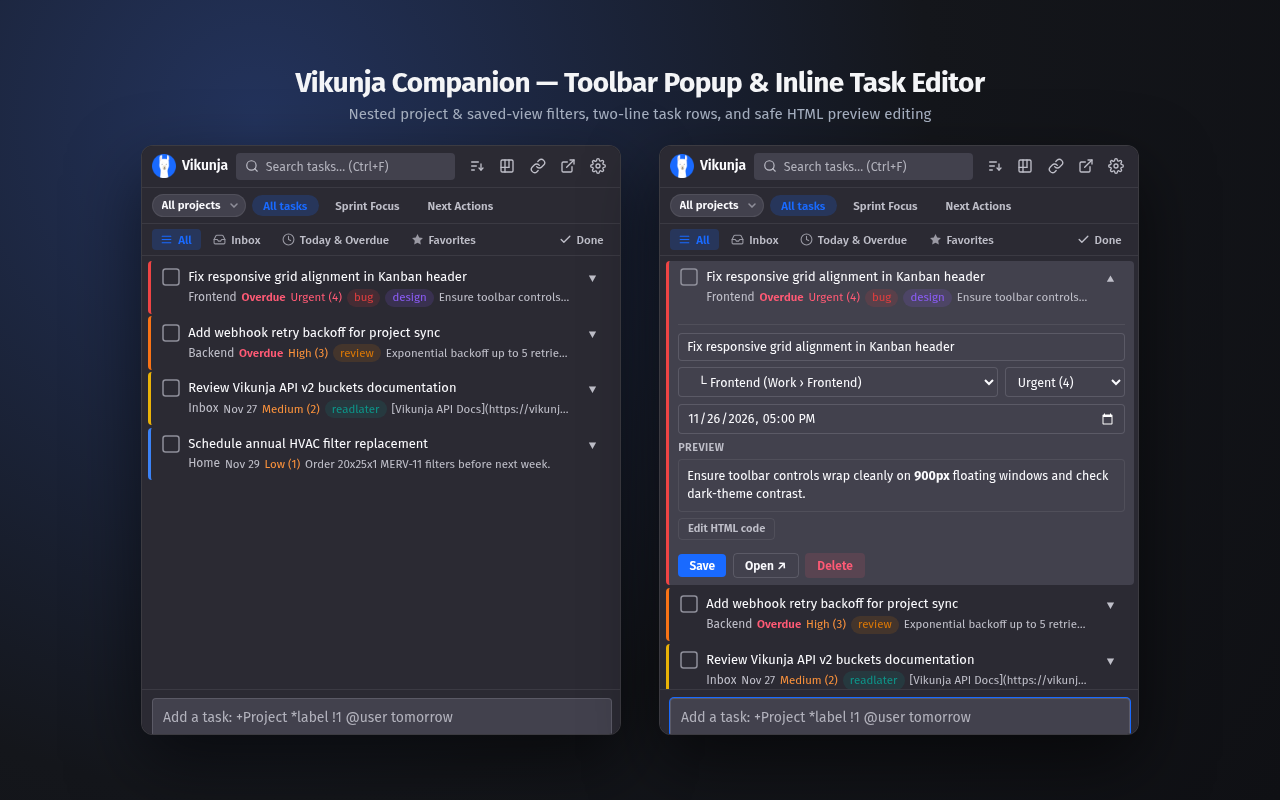 Vikunja Companion — Toolbar Popup & Inline Task Editor
Nested project & saved-view filters, two-line task rows, and safe HTML preview editing
Vikunja Search tasks... (Ctrl+F)
All projects All tasks Sprint Focus Next Actions
All Inbox Today & Overdue Favorites Done
Fix responsive grid alignment in Kanban header ▼
Frontend Overdue Urgent (4) bug design Ensure toolbar controls...
Add webhook retry backoff for project sync ▼
Backend Overdue High (3) review Exponential backoff up to 5 retrie...
Review Vikunja API v2 buckets documentation ▼
Inbox Nov 27 Medium (2) readlater [Vikunja API Docs](https://vikunj...
Schedule annual HVAC filter replacement ▼
Home Nov 29 Low (1) Order 20x25x1 MERV-11 filters before next week.
Add a task: +Project *label !1 @user tomorrow
Vikunja Search tasks... (Ctrl+F)
All projects All tasks Sprint Focus Next Actions
All Inbox Today & Overdue Favorites Done
Fix responsive grid alignment in Kanban header ▲
Frontend Overdue Urgent (4) bug design Ensure toolbar controls...
Fix responsive grid alignment in Kanban header
└ Frontend (Work › Frontend) Urgent (4)
11/26/2026, 05:00 PM
PREVIEW
Ensure toolbar controls wrap cleanly on 900px floating windows and check
dark-theme contrast.
Edit HTML code
Save Open ↗ Delete
Add webhook retry backoff for project sync ▼
Backend Overdue High (3) review Exponential backoff up to 5 retrie...
Review Vikunja API v2 buckets documentation ▼
Inbox Nov 27 Medium (2) readlater [Vikunja API Docs](https://vikunj...
Add a task: +Project *label !1 @user tomorrow